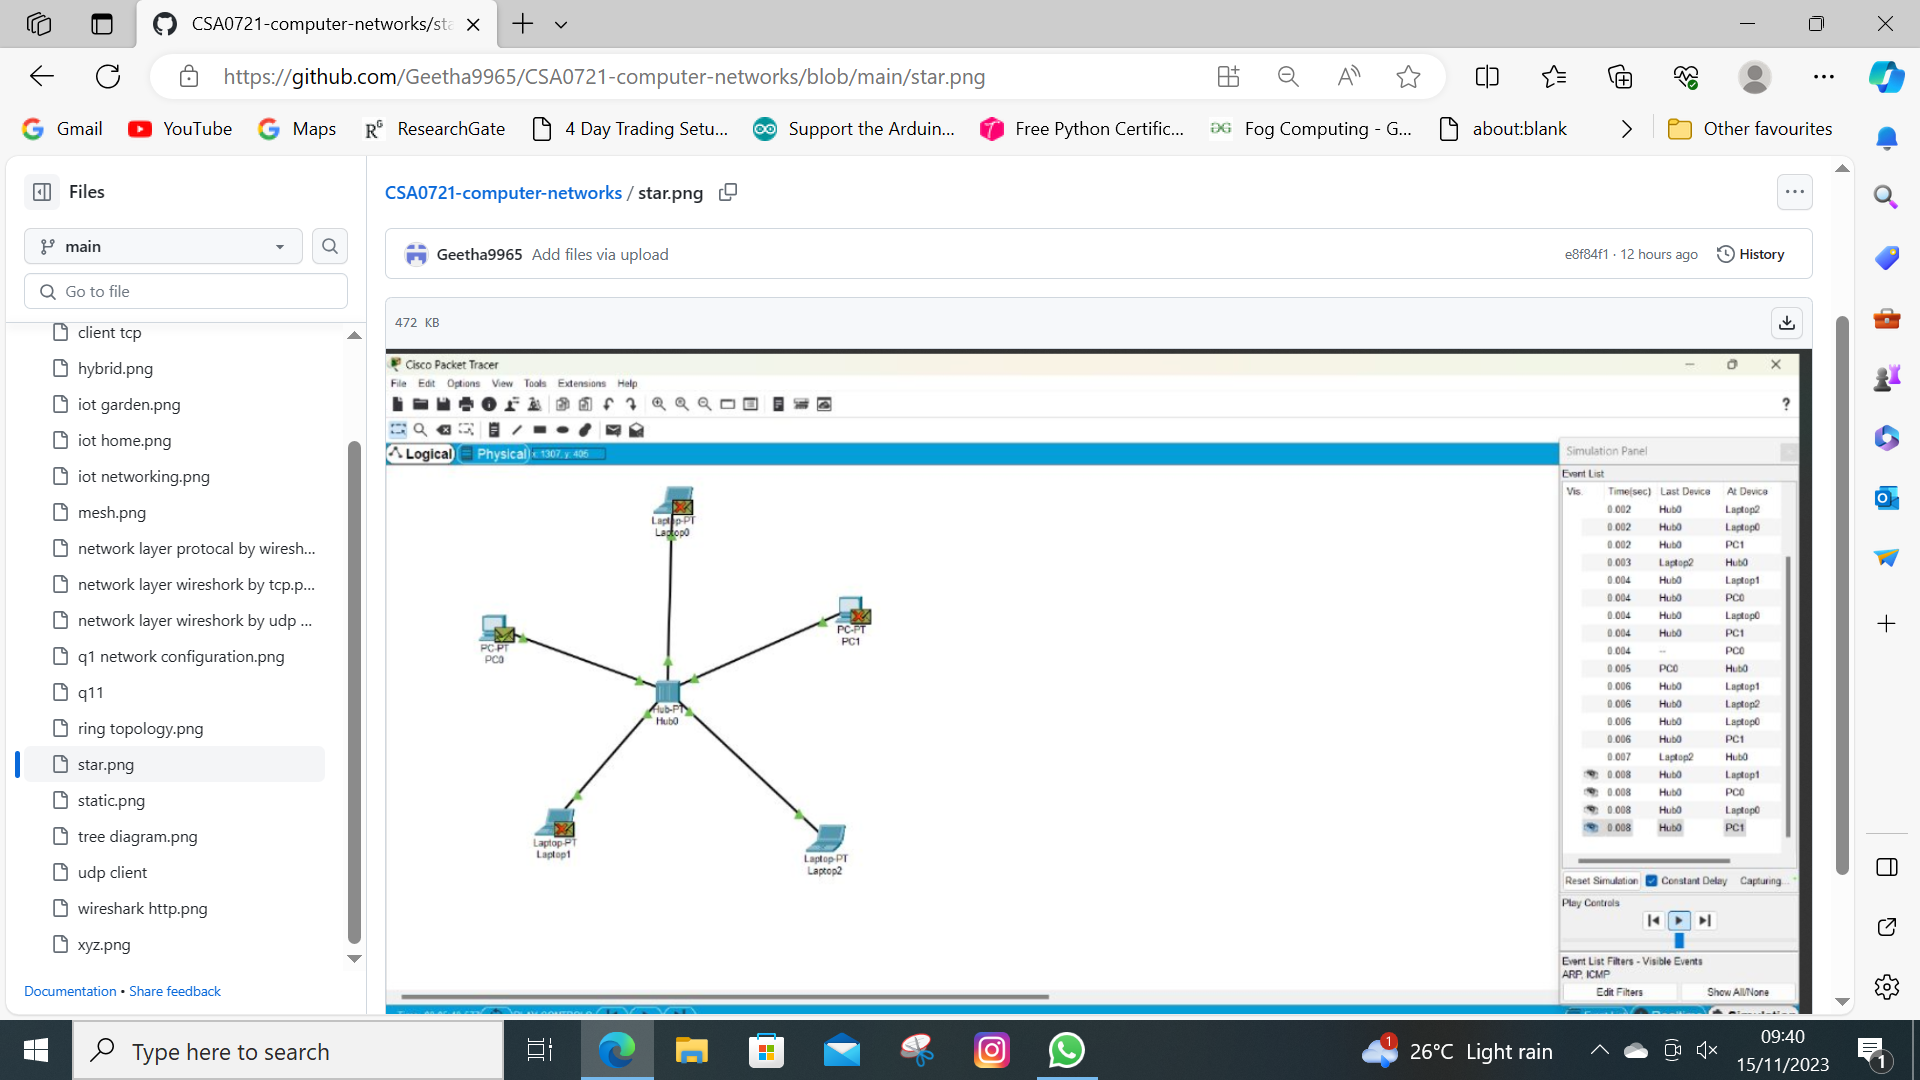 CSA0721-computer-networks/sta
https://github.com/Geetha9965/CSA0721-computer-networks/blob/main/star.png
Gmail YouTube Maps ResearchGate 4 Day Trading Setu... Support the Arduin... Free Python Certific... Fog Computing - G... about:blank Other favourites
Files
CSA0721-computer-networks / star.png
main
Geetha9965 Add files via upload e8f84f1 · 12 hours ago History
Go to file
472 KB
client tcp
hybrid.png
iot garden.png
iot home.png
iot networking.png
mesh.png
network layer protocal by wiresh...
network layer wireshork by tcp.p...
network layer wireshork by udp ...
q1 network configuration.png
q11
ring topology.png
star.png
static.png
tree diagram.png
udp client
wireshark http.png
xyz.png
Documentation • Share feedback
Cisco Packet Tracer
File Edit Options View Tools Extensions Help
Logical Physical x: 1307, y: 405
Laptop-PT
Laptop0
PC-PT
PC1
PC-PT
PC0
Hub-PT
Hub0
Laptop-PT
Laptop1
Laptop-PT
Laptop2
Simulation Panel
Event List
Vis. Time(sec) Last Device At Device
0.002 Hub0 Laptop2
0.002 Hub0 Laptop0
0.002 Hub0 PC1
0.003 Laptop2 Hub0
0.004 Hub0 Laptop1
0.004 Hub0 PC0
0.004 Hub0 Laptop0
0.004 Hub0 PC1
0.004 -- PC0
0.005 PC0 Hub0
0.006 Hub0 Laptop1
0.006 Hub0 Laptop2
0.006 Hub0 Laptop0
0.006 Hub0 PC1
0.007 Laptop2 Hub0
0.008 Hub0 Laptop1
0.008 Hub0 PC0
0.008 Hub0 Laptop0
0.008 Hub0 PC1
Reset Simulation Constant Delay Capturing...
Play Controls
Event List Filters - Visible Events
ARP, ICMP
Edit Filters Show All/None
Type here to search
1
26°C Light rain
09:40
15/11/2023
1